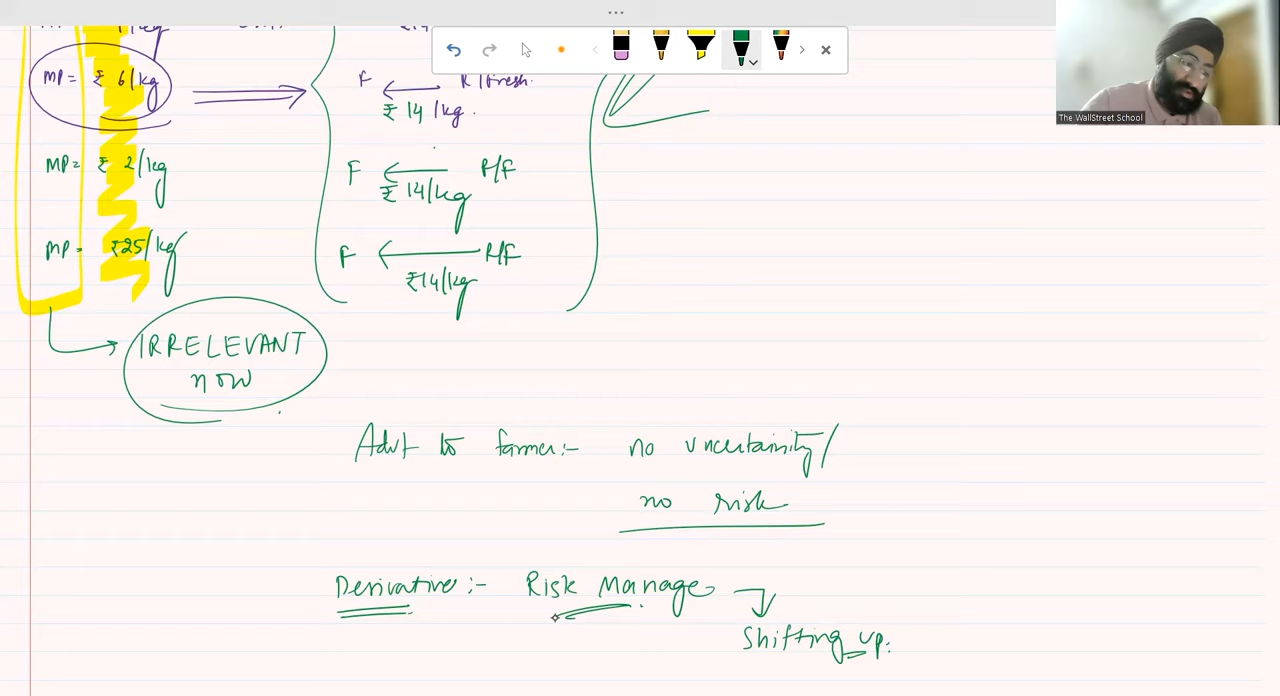 MP= ₹ 6/kg
F R/Fresh.
₹ 14/kg.
MP= ₹ 2/kg
F R/F
₹ 14/kg
MP= ₹25/kg
F R/F
₹14/kg
IRRELEVANT
now
Advt to farmer:- no uncertainity/
no risk
Derivative:- Risk Manage
Shifting up.
The WallStreet School